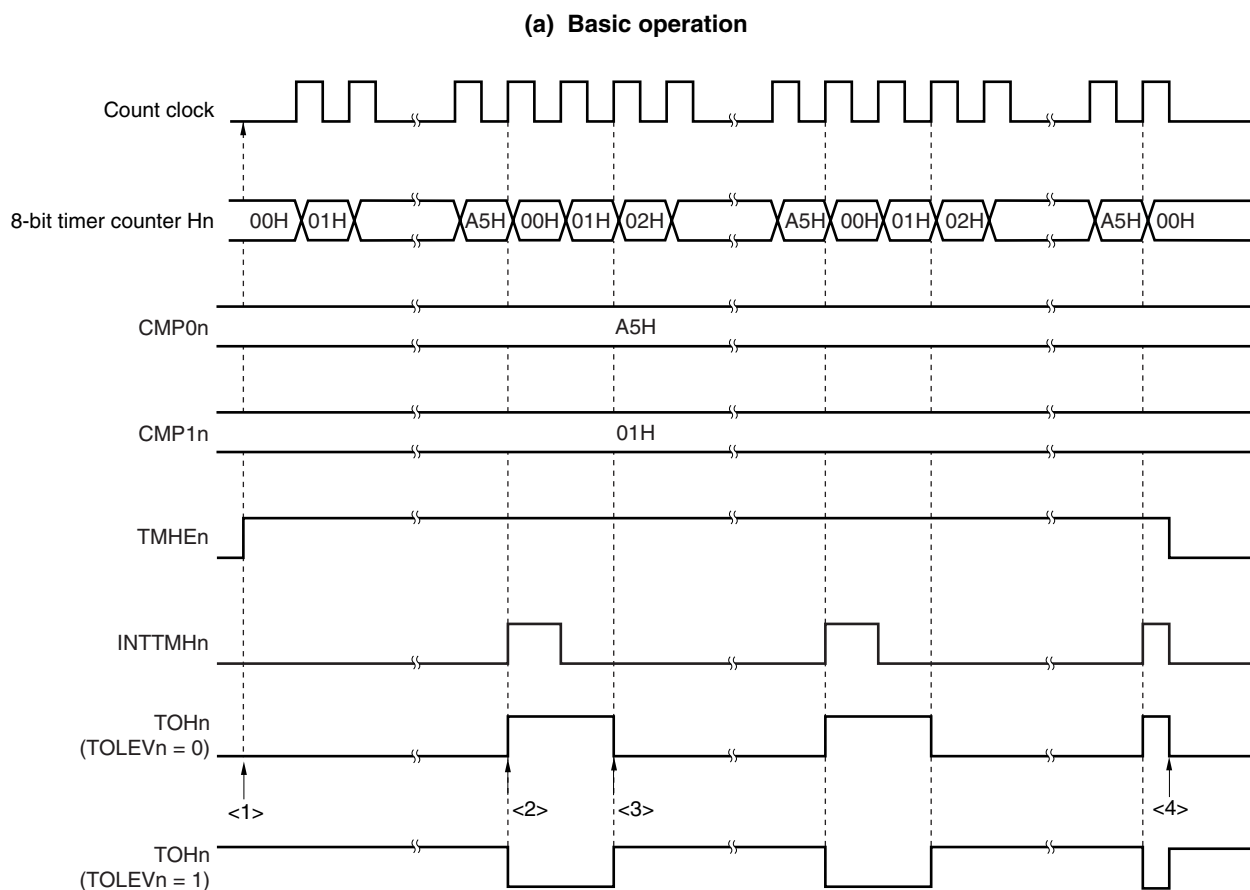 (a) Basic operation
Count clock
8-bit timer counter Hn
00H 01H A5H 00H 01H 02H A5H 00H 01H 02H A5H 00H
CMP0n
A5H
CMP1n
01H
TMHEn
INTTMHn
TOHn
(TOLEVn = 0)
<1> <2> <3> <4>
TOHn
(TOLEVn = 1)